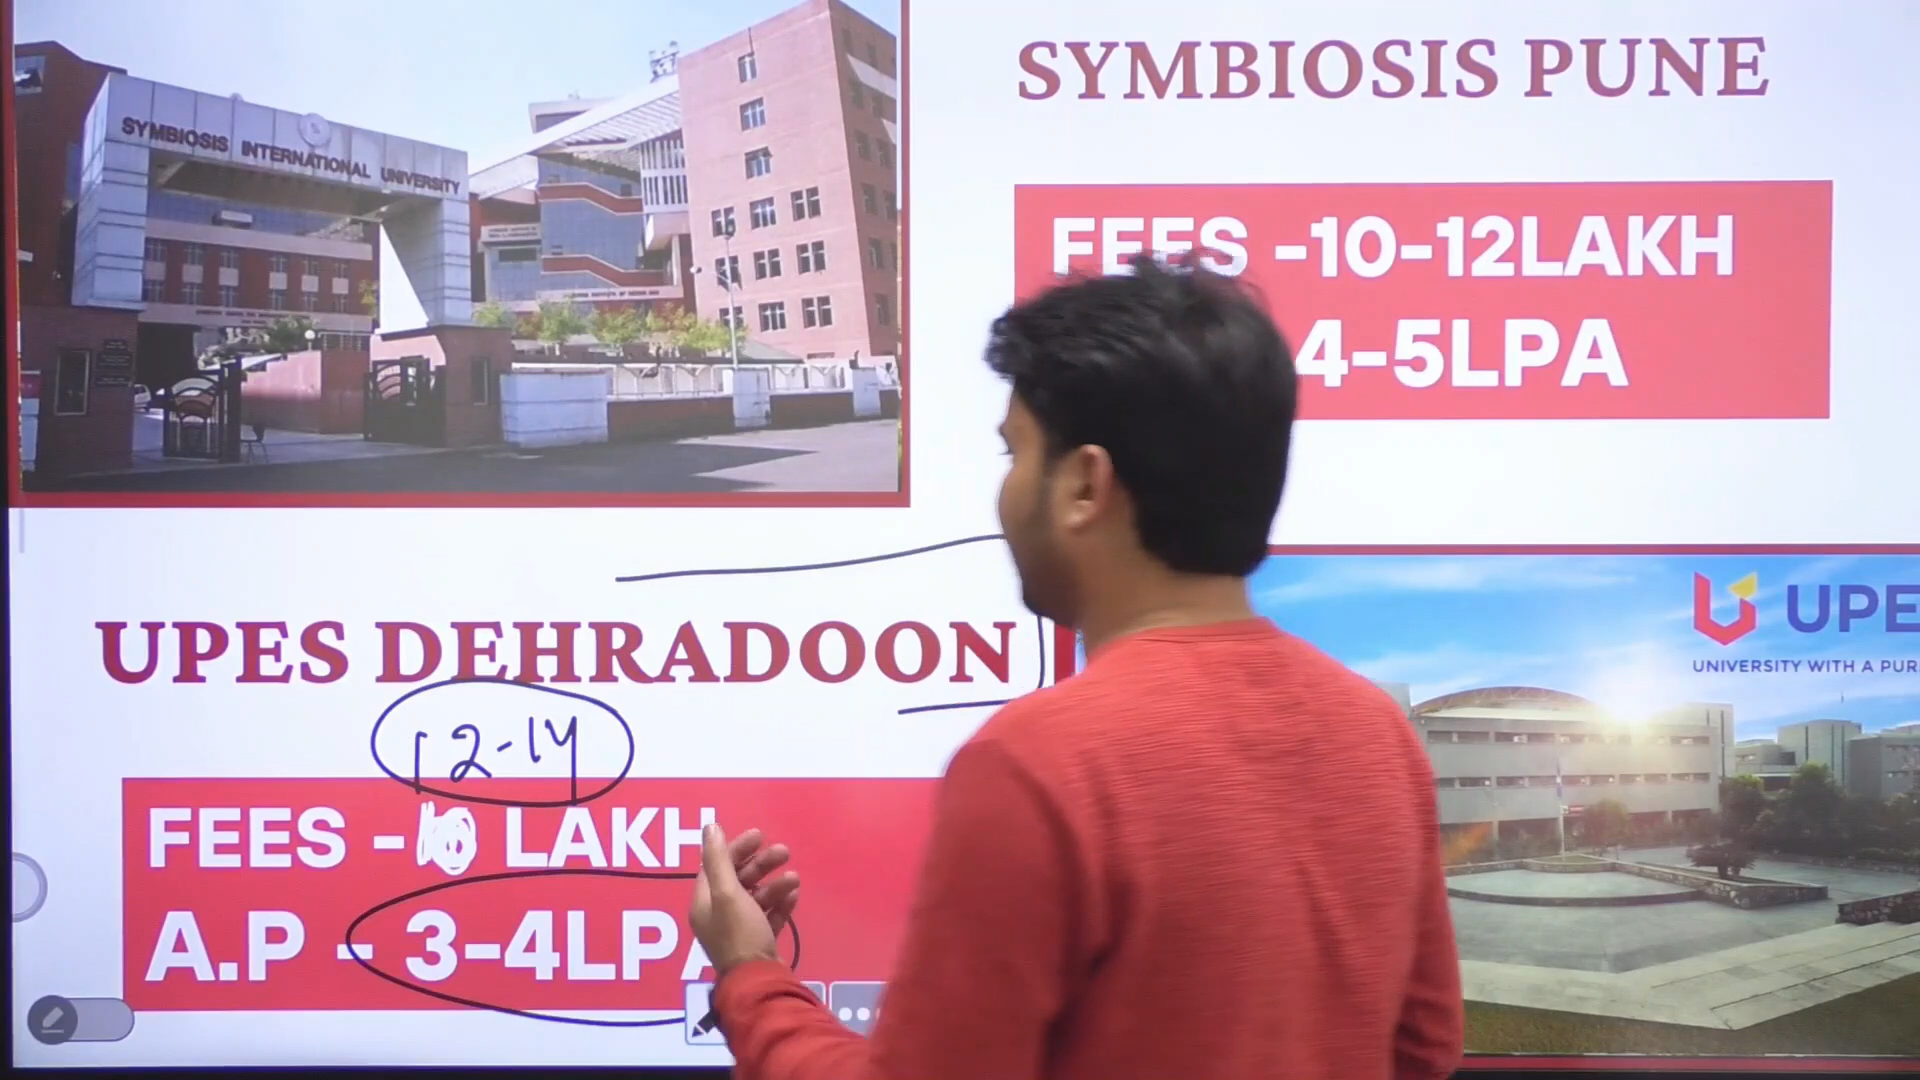 SYMBIOSIS INTERNATIONAL UNIVERSITY
SYMBIOSIS PUNE
FEES -10-12LAKH
4-5LPA
UPES DEHRADOON
12-14
FEES - LAKH
A.P - 3-4LPA
UPE
UNIVERSITY WITH A PUR